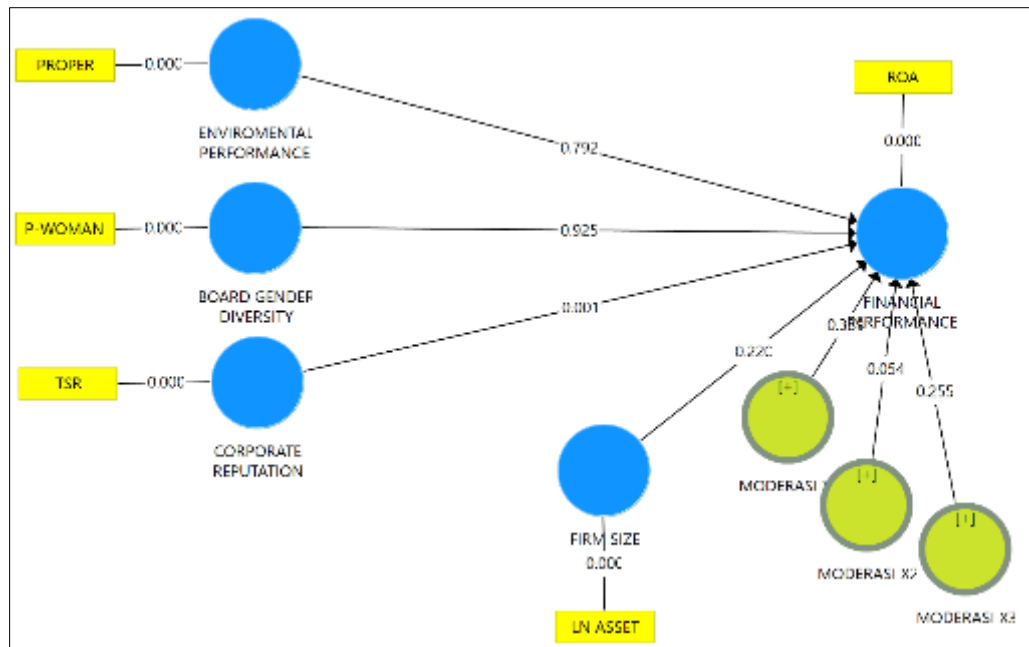 PROPER
0.000
ENVIROMENTAL
PERFORMANCE
0.792
ROA
0.000
P-WOMAN
0.000
BOARD GENDER
DIVERSITY
0.925
FINANCIAL
PERFORMANCE
TSR
0.000
CORPORATE
REPUTATION
0.001
0.220
0.054
0.255
[+]
MODERASI
[+]
MODERASI X2
[+]
MODERASI X3
FIRM SIZE
0.000
LN ASSET